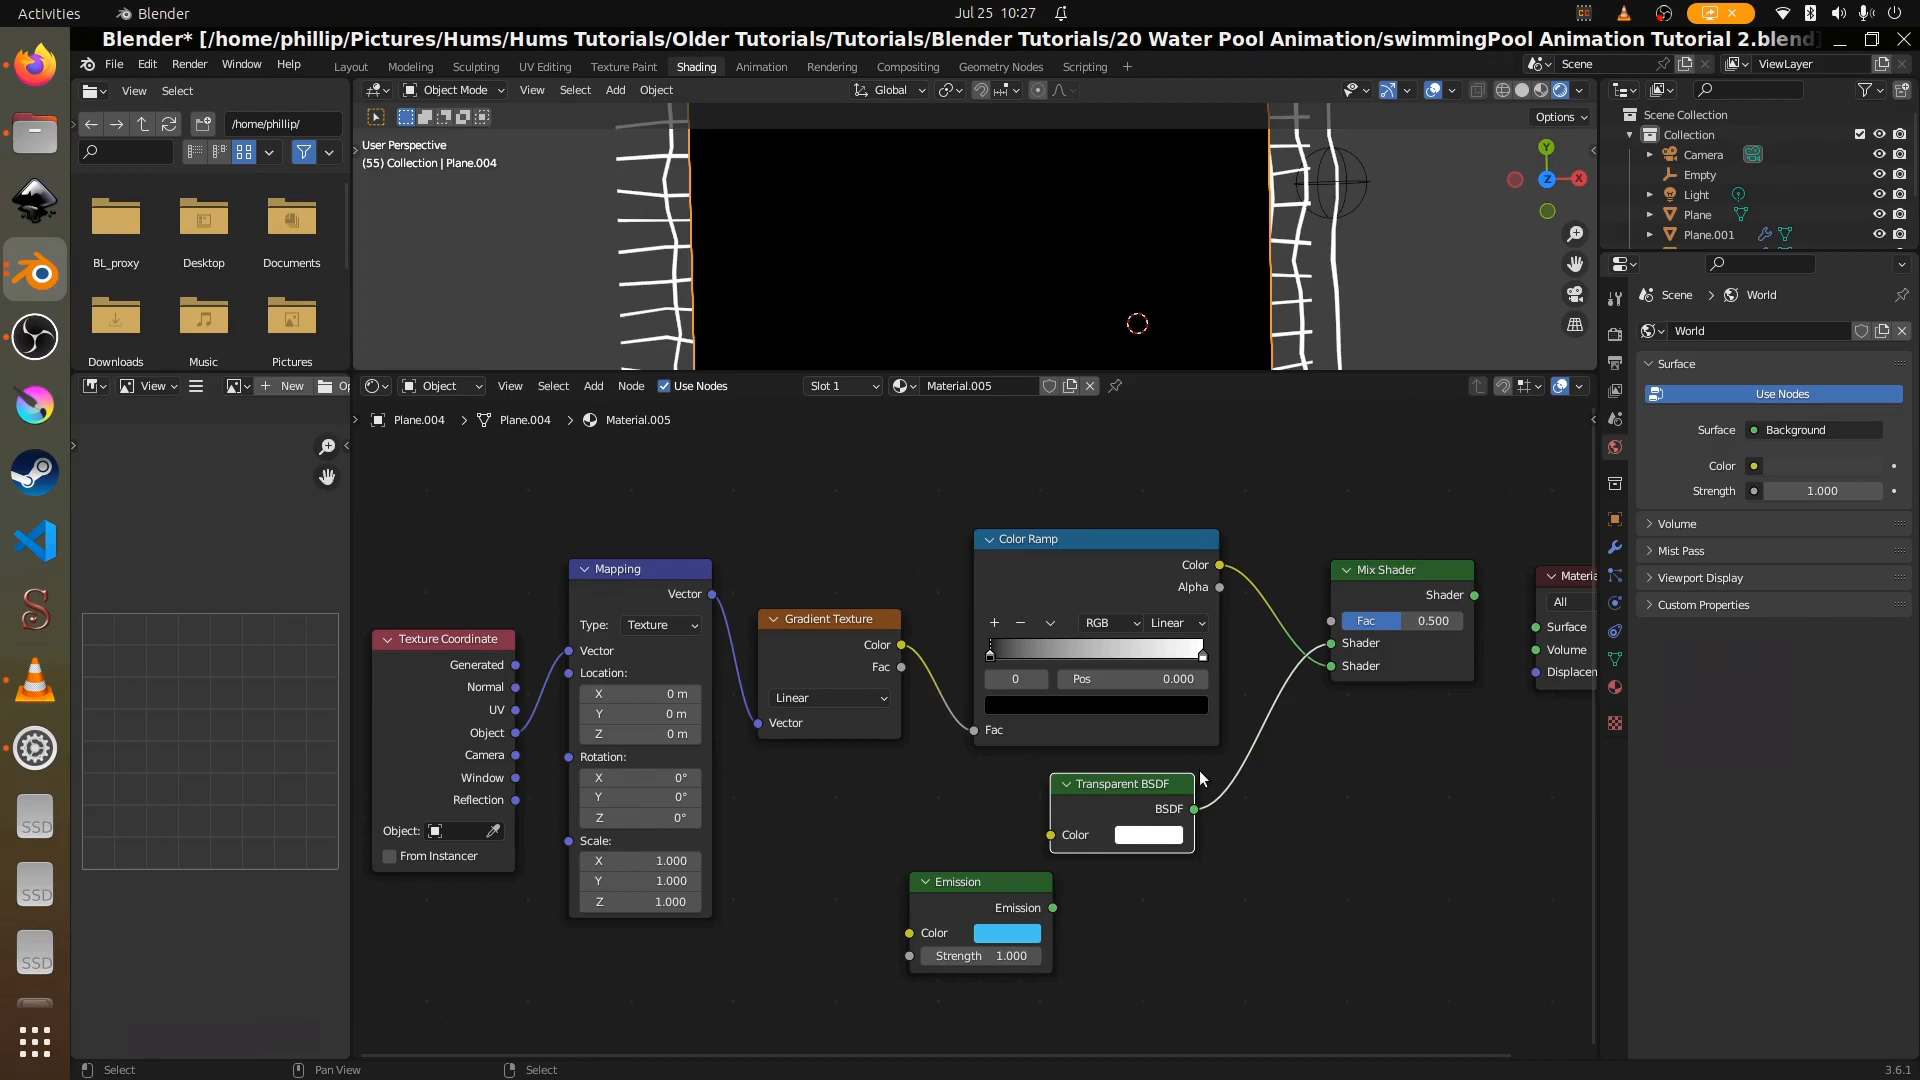 Activities
Blender
Jul 25 10:27
Blender* [/home/phillip/Pictures/Hums/Hums Tutorials/Older Tutorials/Tutorials/Blender Tutorials/20 Water Pool Animation/swimmingPool Animation Tutorial 2.blend]
File Edit Render Window Help
Layout Modeling Sculpting UV Editing Texture Paint Shading Animation Rendering Compositing Geometry Nodes Scripting
Scene
ViewLayer
View Select
Object Mode View Select Add Object
Global
Options
/home/phillip/
BL_proxy Desktop Documents
Downloads Music Pictures
User Perspective
(55) Collection | Plane.004
Y
X
Z
Scene Collection
Collection
Camera
Empty
Light
Plane
Plane.001
Scene > World
World
Surface
Use Nodes
Surface Background
Color
Strength 1.000
Volume
Mist Pass
Viewport Display
Custom Properties
View
New
Op
Object View Select Add Node Use Nodes
Slot 1
Material.005
Plane.004 > Plane.004 > Material.005
Texture Coordinate
Generated
Normal
UV
Object
Camera
Window
Reflection
Object:
From Instancer
Mapping
Vector
Type: Texture
Vector
Location:
X 0 m
Y 0 m
Z 0 m
Rotation:
X 0°
Y 0°
Z 0°
Scale:
X 1.000
Y 1.000
Z 1.000
Gradient Texture
Color
Fac
Linear
Vector
Color Ramp
Color
Alpha
RGB Linear
0 Pos 0.000
Fac
Transparent BSDF
BSDF
Color
Emission
Emission
Color
Strength 1.000
Mix Shader
Shader
Fac 0.500
Shader
Shader
Materia
All
Surface
Volume
Displacen
SSD
SSD
SSD
Select
Pan View
Select
3.6.1